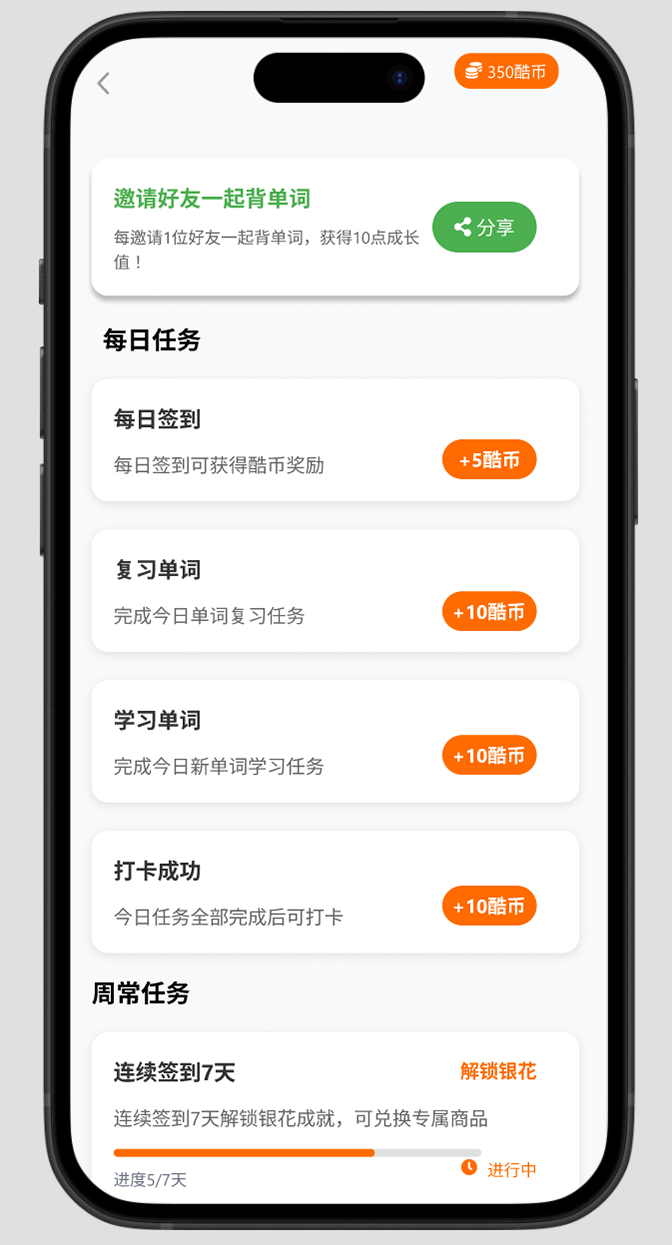 350酷币
邀请好友一起背单词
每邀请1位好友一起背单词，获得10点成长
值！
分享
每日任务
每日签到
每日签到可获得酷币奖励
+5酷币
复习单词
完成今日单词复习任务
+10酷币
学习单词
完成今日新单词学习任务
+10酷币
打卡成功
今日任务全部完成后可打卡
+10酷币
周常任务
连续签到7天
解锁银花
连续签到7天解锁银花成就，可兑换专属商品
进度5/7天
进行中